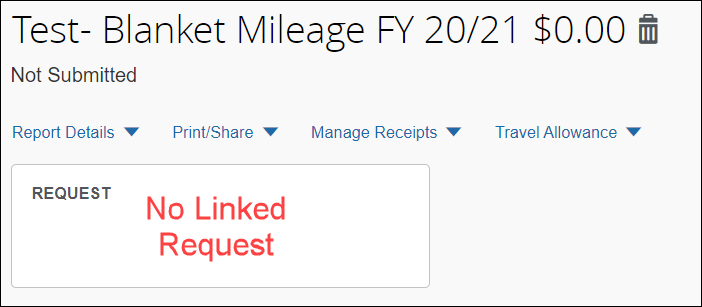 Test- Blanket Mileage FY 20/21 $0.00
Not Submitted
Report Details Print/Share Manage Receipts Travel Allowance
REQUEST
No Linked
Request